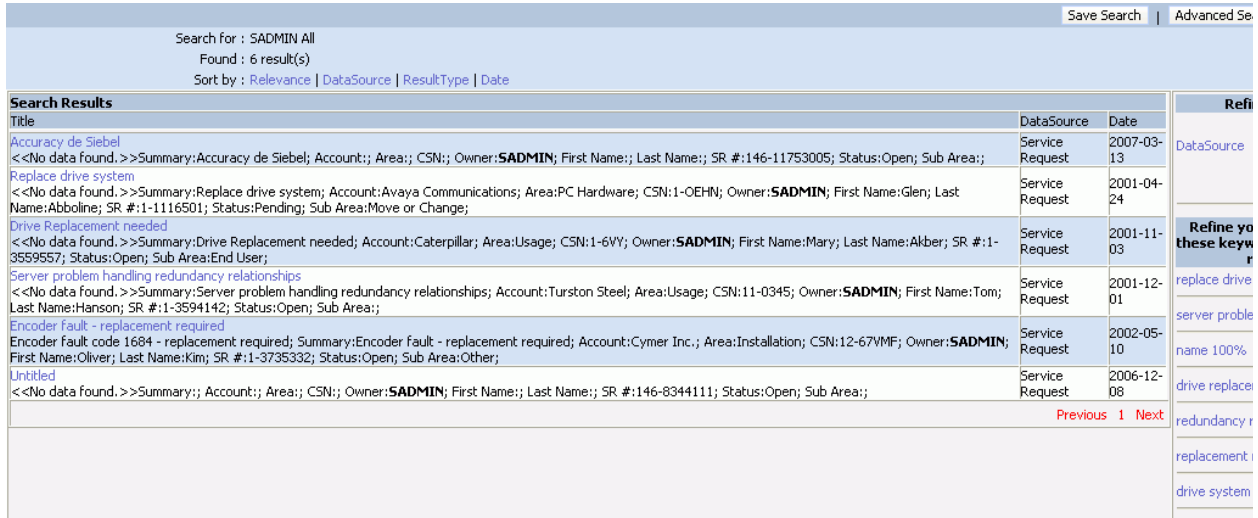 Save Search | Advanced Se
Search for : SADMIN All
Found : 6 result(s)
Sort by : Relevance | DataSource | ResultType | Date
Search Results
Title DataSource Date
Accuracy de Siebel
<<No data found.>>Summary:Accuracy de Siebel; Account:; Area:; CSN:; Owner:SADMIN; First Name:; Last Name:; SR #:146-11753005; Status:Open; Sub Area:;
Service
Request
2007-03-
13
Replace drive system
<<No data found.>>Summary:Replace drive system; Account:Avaya Communications; Area:PC Hardware; CSN:1-OEHN; Owner:SADMIN; First Name:Glen; Last
Name:Abboline; SR #:1-1116501; Status:Pending; Sub Area:Move or Change;
Service
Request
2001-04-
24
Drive Replacement needed
<<No data found.>>Summary:Drive Replacement needed; Account:Caterpillar; Area:Usage; CSN:1-6VY; Owner:SADMIN; First Name:Mary; Last Name:Akber; SR #:1-
3559557; Status:Open; Sub Area:End User;
Service
Request
2001-11-
03
Server problem handling redundancy relationships
<<No data found.>>Summary:Server problem handling redundancy relationships; Account:Turston Steel; Area:Usage; CSN:11-0345; Owner:SADMIN; First Name:Tom;
Last Name:Hanson; SR #:1-3594142; Status:Open; Sub Area:;
Service
Request
2001-12-
01
Encoder fault - replacement required
Encoder fault code 1684 - replacement required; Summary:Encoder fault - replacement required; Account:Cymer Inc.; Area:Installation; CSN:12-67VMF; Owner:SADMIN;
First Name:Oliver; Last Name:Kim; SR #:1-3735332; Status:Open; Sub Area:Other;
Service
Request
2002-05-
10
Untitled
<<No data found.>>Summary:; Account:; Area:; CSN:; Owner:SADMIN; First Name:; Last Name:; SR #:146-8344111; Status:Open; Sub Area:;
Service
Request
2006-12-
08
Previous 1 Next
Refi
DataSource
Refine yo
these keyw
r
replace drive
server proble
name 100%
drive replace
redundancy r
replacement
drive system